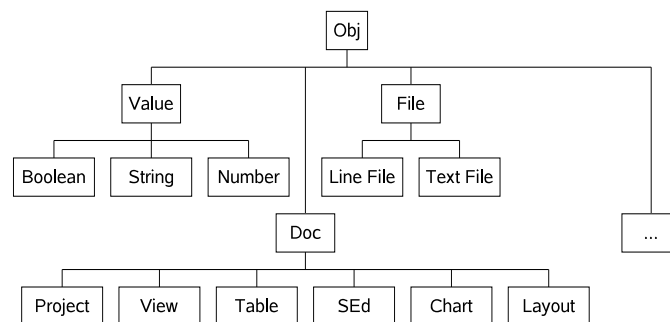 Obj
Value
File
Boolean
String
Number
Line File
Text File
Doc
...
Project
View
Table
SEd
Chart
Layout